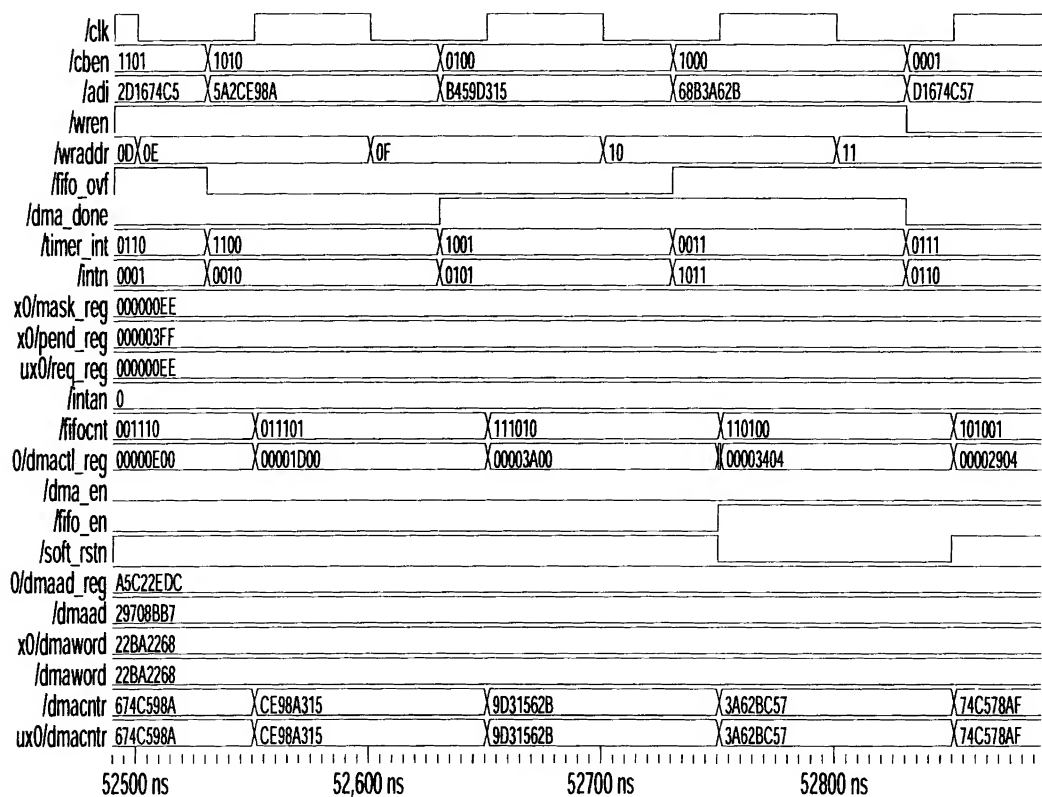 /clk
/cben 1101 1010 0100 1000 0001
/adi 2D1674C5 5A2CE98A B459D315 68B3A62B D1674C57
/wren
/wraddr 0D 0E 0F 10 11
/fifo_ovf
/dma_done
/timer_int 0110 1100 1001 0011 0111
/intn 0001 0010 0101 1011 0110
x0/mask_reg 000000EE
x0/pend_reg 000003FF
ux0/req_reg 000000EE
/intan 0
/fifocnt 001110 011101 111010 110100 101001
0/dmactl_reg 00000E00 00001D00 00003A00 00003404 00002904
/dma_en
/fifo_en
/soft_rstn
0/dmaad_reg A5C22EDC
/dmaad 29708BB7
x0/dmaword 22BA2268
/dmaword 22BA2268
/dmacntr 674C598A CE98A315 9D31562B 3A62BC57 74C578AF
ux0/dmacntr 674C598A CE98A315 9D31562B 3A62BC57 74C578AF
52500 ns 52,600 ns 52700 ns 52800 ns